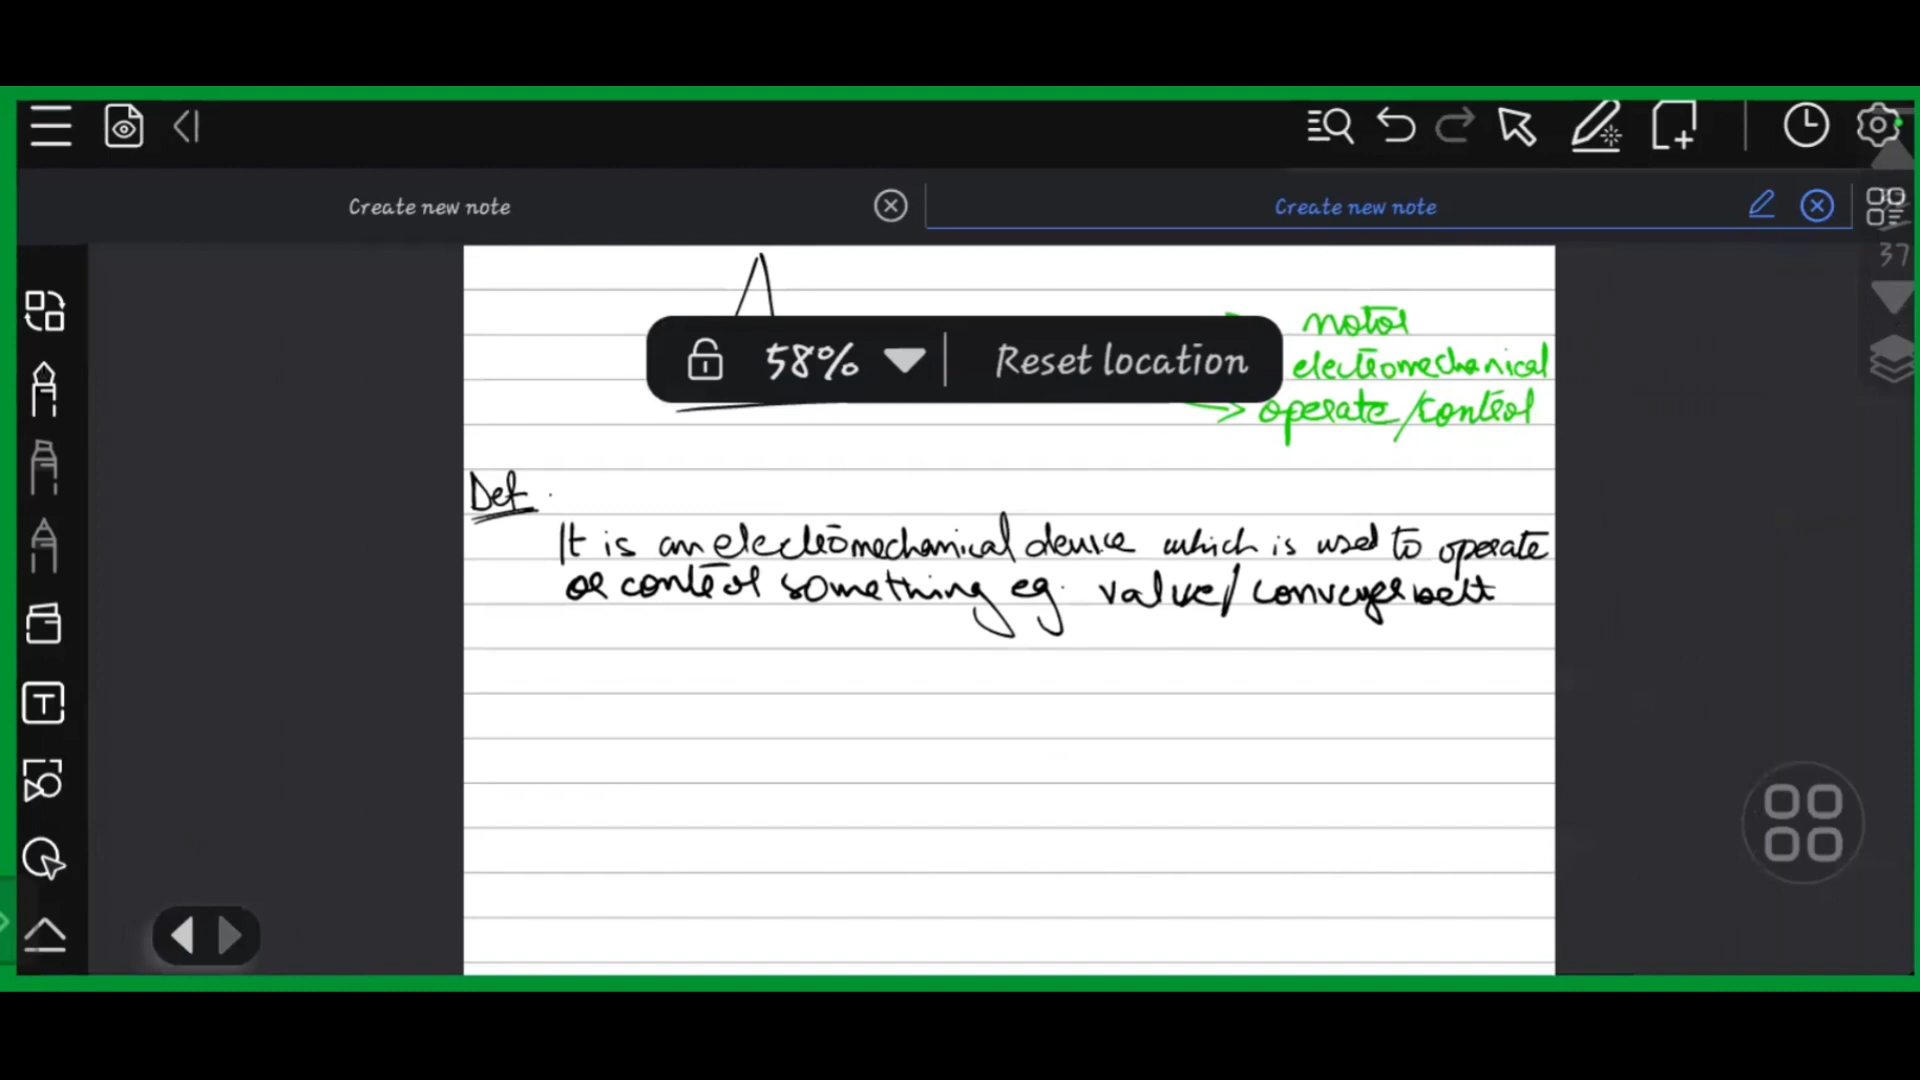 Create new note
Create new note
37
58%
Reset location
motor
electromechanical
operate/control
Def.
It is an electromechanical device which is used to operate
or control something eg. valve/conveyer belt